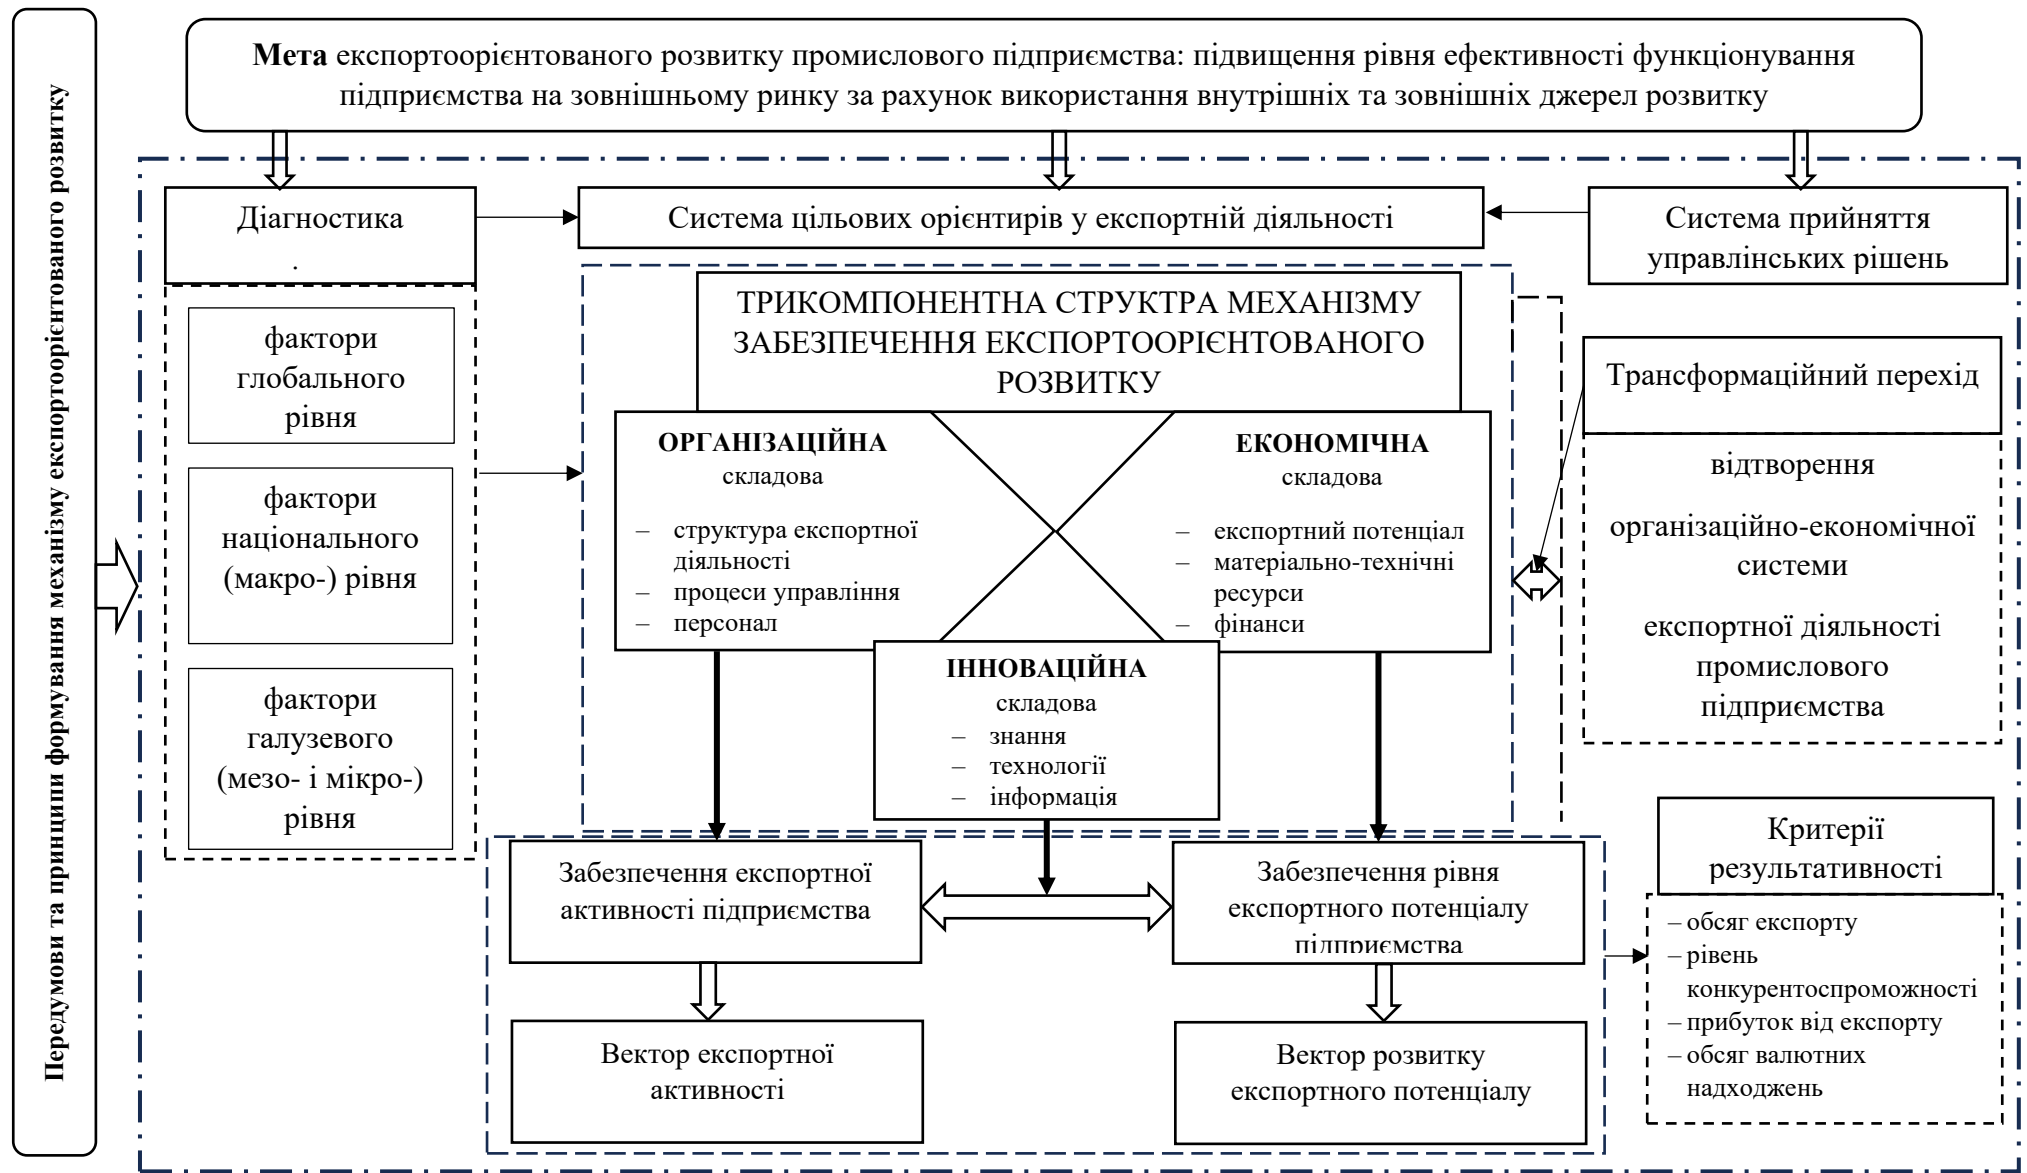 Передумови та принципи формування механізму експортоорієнтованого розвитку
Мета експортоорієнтованого розвитку промислового підприємства: підвищення рівня ефективності функціонування
підприємства на зовнішньому ринку за рахунок використання внутрішніх та зовнішніх джерел розвитку
Діагностика
.
Система цільових орієнтирів у експортній діяльності
Система прийняття
управлінських рішень
фактори
глобального
рівня
фактори
національного
(макро-) рівня
фактори
галузевого
(мезо- і мікро-)
рівня
ТРИКОМПОНЕНТНА СТРУКТРА МЕХАНІЗМУ
ЗАБЕЗПЕЧЕННЯ ЕКСПОРТООРІЄНТОВАНОГО
РОЗВИТКУ
ОРГАНІЗАЦІЙНА
складова
– структура експортної
діяльності
– процеси управління
– персонал
ЕКОНОМІЧНА
складова
– експортний потенціал
– матеріально-технічні
ресурси
– фінанси
ІННОВАЦІЙНА
складова
– знання
– технології
– інформація
Трансформаційний перехід
відтворення
організаційно-економічної
системи
експортної діяльності
промислового
підприємства
Забезпечення експортної
активності підприємства
Забезпечення рівня
експортного потенціалу
підприємства
Вектор експортної
активності
Вектор розвитку
експортного потенціалу
Критерії
результативності
– обсяг експорту
– рівень
конкурентоспроможності
– прибуток від експорту
– обсяг валютних
надходжень